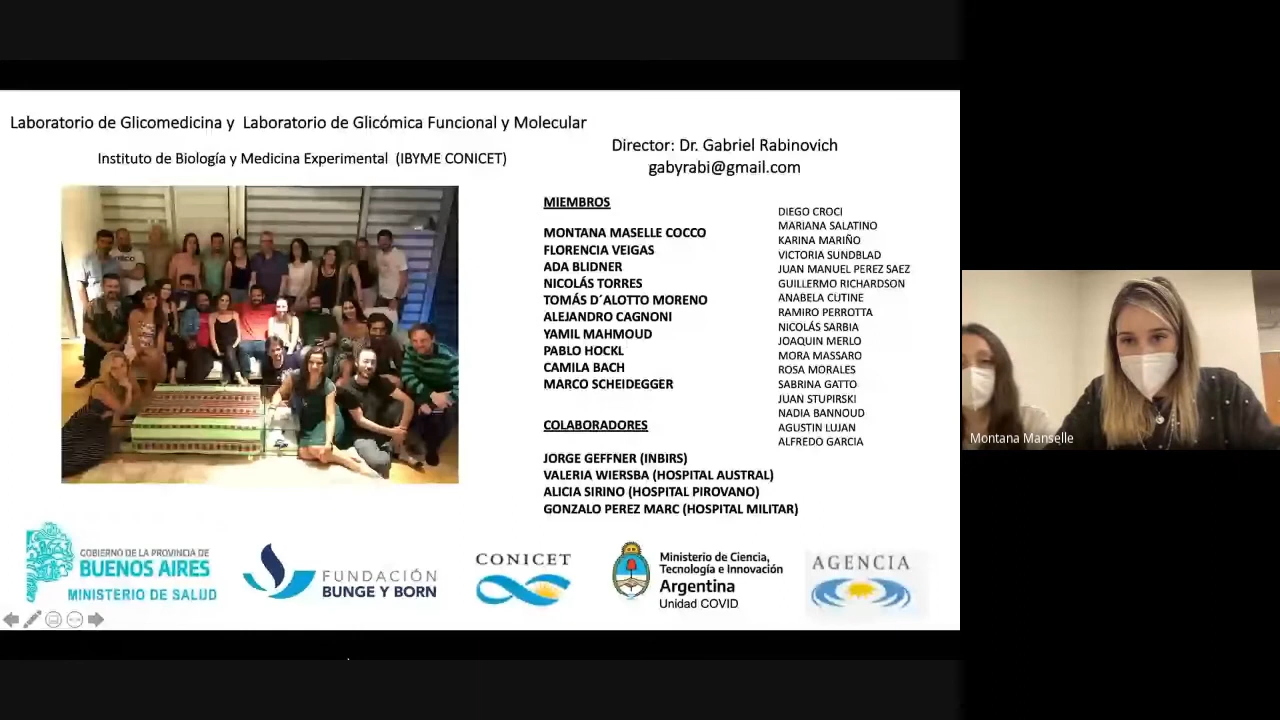 Laboratorio de Glicomedicina y Laboratorio de Glicómica Funcional y Molecular
Instituto de Biología y Medicina Experimental (IBYME CONICET)
Director: Dr. Gabriel Rabinovich
gabyrabi@gmail.com
MIEMBROS
MONTANA MASELLE COCCO
FLORENCIA VEIGAS
ADA BLIDNER
NICOLÁS TORRES
TOMÁS D´ALOTTO MORENO
ALEJANDRO CAGNONI
YAMIL MAHMOUD
PABLO HOCKL
CAMILA BACH
MARCO SCHEIDEGGER
DIEGO CROCI
MARIANA SALATINO
KARINA MARIÑO
VICTORIA SUNDBLAD
JUAN MANUEL PEREZ SAEZ
GUILLERMO RICHARDSON
ANABELA CUTINE
RAMIRO PERROTTA
NICOLÁS SARBIA
JOAQUIN MERLO
MORA MASSARO
ROSA MORALES
SABRINA GATTO
JUAN STUPIRSKI
NADIA BANNOUD
AGUSTIN LUJAN
ALFREDO GARCIA
COLABORADORES
JORGE GEFFNER (INBIRS)
VALERIA WIERSBA (HOSPITAL AUSTRAL)
ALICIA SIRINO (HOSPITAL PIROVANO)
GONZALO PEREZ MARC (HOSPITAL MILITAR)
GOBIERNO DE LA PROVINCIA DE
BUENOS AIRES
MINISTERIO DE SALUD
FUNDACIÓN
BUNGE Y BORN
CONICET
Ministerio de Ciencia,
Tecnología e Innovación
Argentina
Unidad COVID
AGENCIA
Montana Manselle